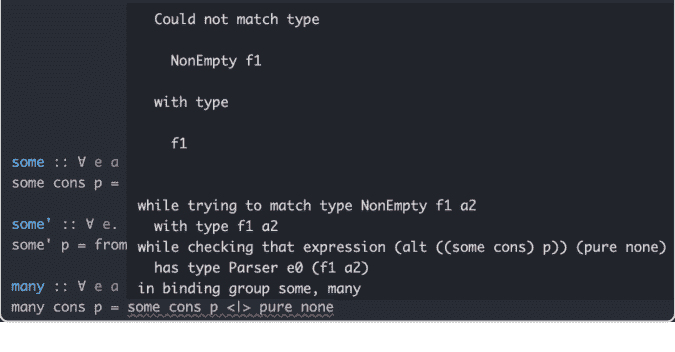 Could not match type
NonEmpty f1
with type
f1
some :: ∀ e a
some cons p =
while trying to match type NonEmpty f1 a2
some' :: ∀ e.
with type f1 a2
some' p = from
while checking that expression (alt ((some cons) p)) (pure none)
has type Parser e0 (f1 a2)
many :: ∀ e a
in binding group some, many
many cons p = some cons p <|> pure none